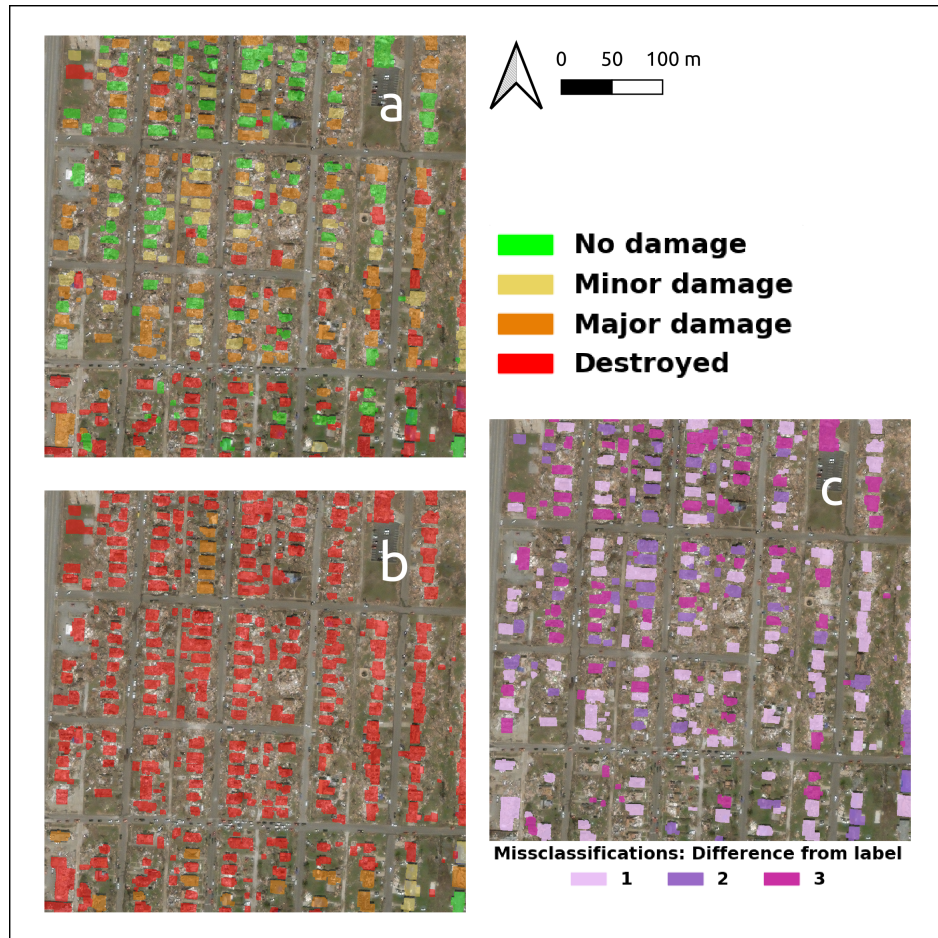 a
0 50 100 m
No damage
Minor damage
Major damage
Destroyed
b
c
Missclassifications: Difference from label
1 2 3